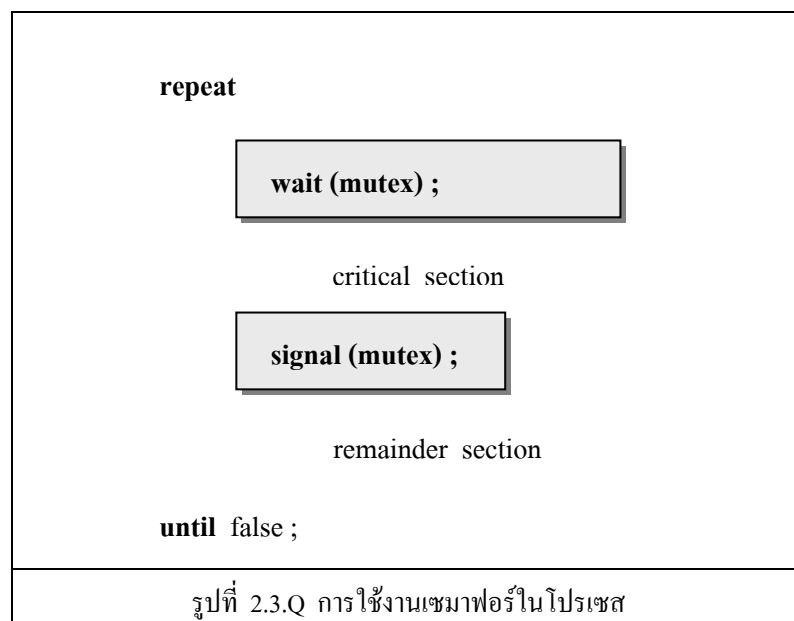 repeat
wait (mutex) ;
critical section
signal (mutex) ;
remainder section
until false ;
รูปที่ 2.3.Q การใช้งานเซมาฟอร์ในโปรเซส